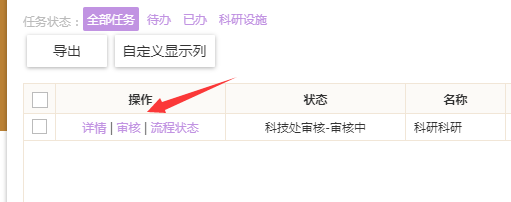 任务状态：全部任务 待办 已办 科研设施
导出 自定义显示列
操作 状态 名称
详情 | 审核 | 流程状态 科技处审核-审核中 科研科研